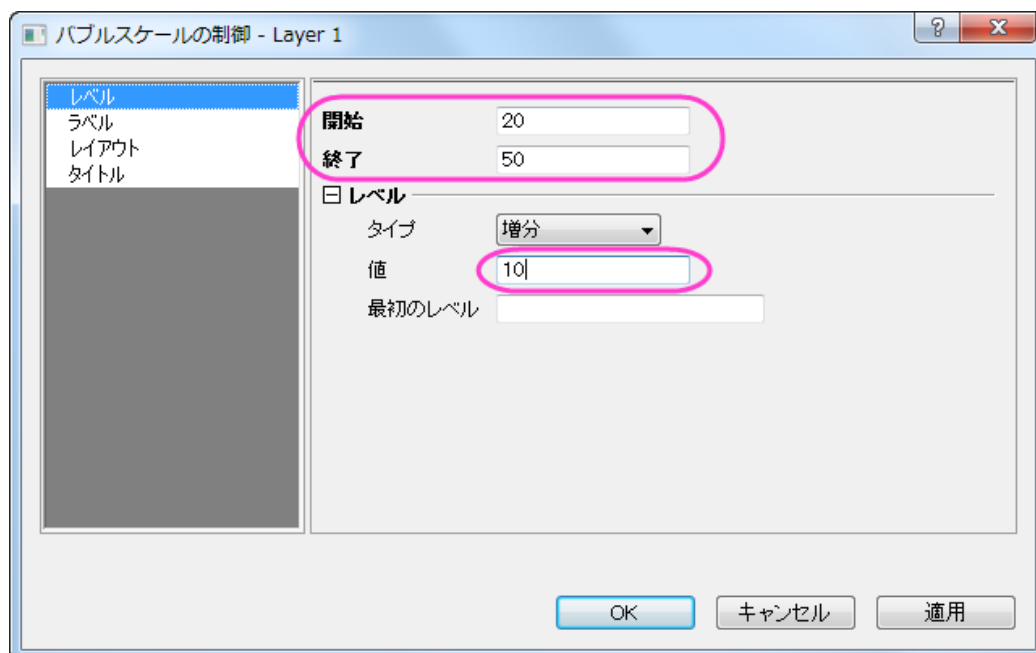 バブルスケールの制御 - Layer 1
?
レベル
ラベル
レイアウト
タイトル
開始 20
終了 50
レベル
タイプ 増分
値 10
最初のレベル
OK キャンセル 適用